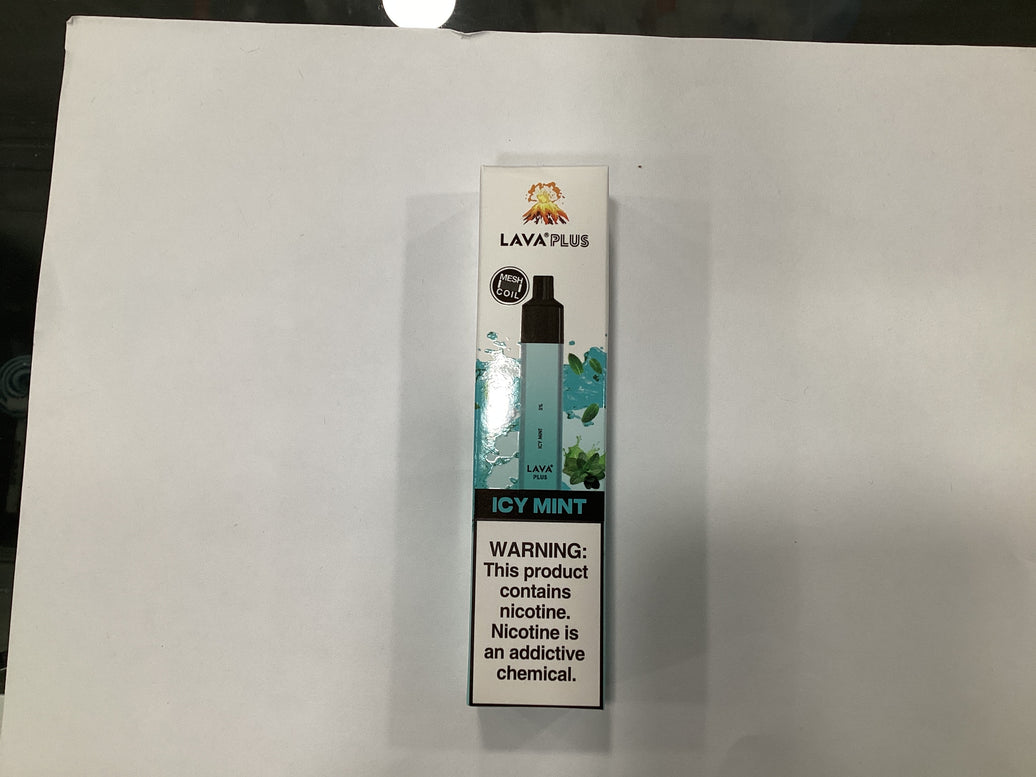 LAVA® PLUS
MESH
COIL
5%
ICY MINT
LAVA®
PLUS
ICY MINT
WARNING:
This product
contains
nicotine.
Nicotine is
an addictive
chemical.